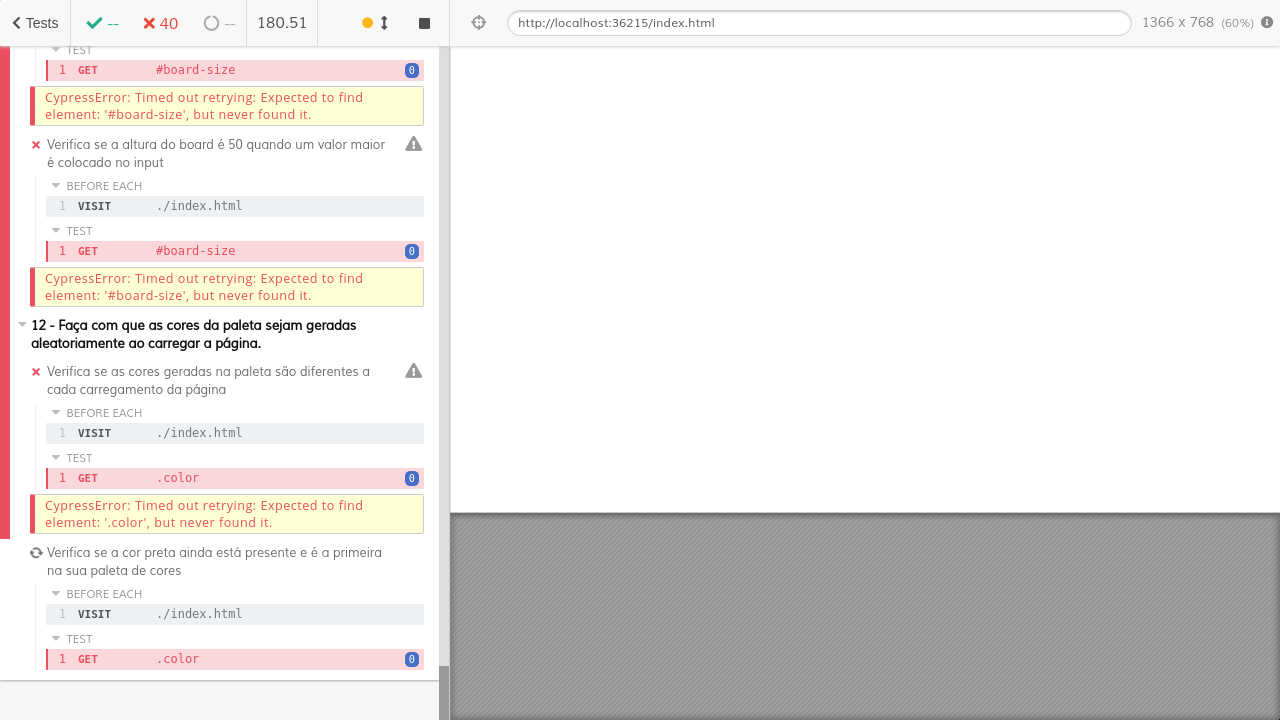 Tests -- 40 -- 180.51 http://localhost:36215/index.html 1366 x 768 (60%)
TEST
1 GET #board-size 0
CypressError: Timed out retrying: Expected to find
element: '#board-size', but never found it.
Verifica se a altura do board é 50 quando um valor maior
é colocado no input
BEFORE EACH
1 VISIT ./index.html
TEST
1 GET #board-size 0
CypressError: Timed out retrying: Expected to find
element: '#board-size', but never found it.
12 - Faça com que as cores da paleta sejam geradas
aleatoriamente ao carregar a página.
Verifica se as cores geradas na paleta são diferentes a
cada carregamento da página
BEFORE EACH
1 VISIT ./index.html
TEST
1 GET .color 0
CypressError: Timed out retrying: Expected to find
element: '.color', but never found it.
Verifica se a cor preta ainda está presente e é a primeira
na sua paleta de cores
BEFORE EACH
1 VISIT ./index.html
TEST
1 GET .color 0